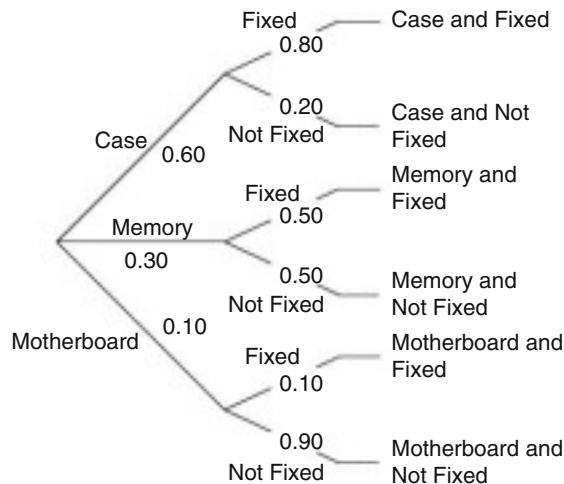 Fixed
0.80
Case and Fixed
0.20
Not Fixed
Case and Not
Fixed
Case
0.60
Fixed
0.50
Memory and
Fixed
Memory
0.30
0.50
Not Fixed
Memory and
Not Fixed
0.10
Motherboard
Fixed
0.10
Motherboard and
Fixed
0.90
Not Fixed
Motherboard and
Not Fixed